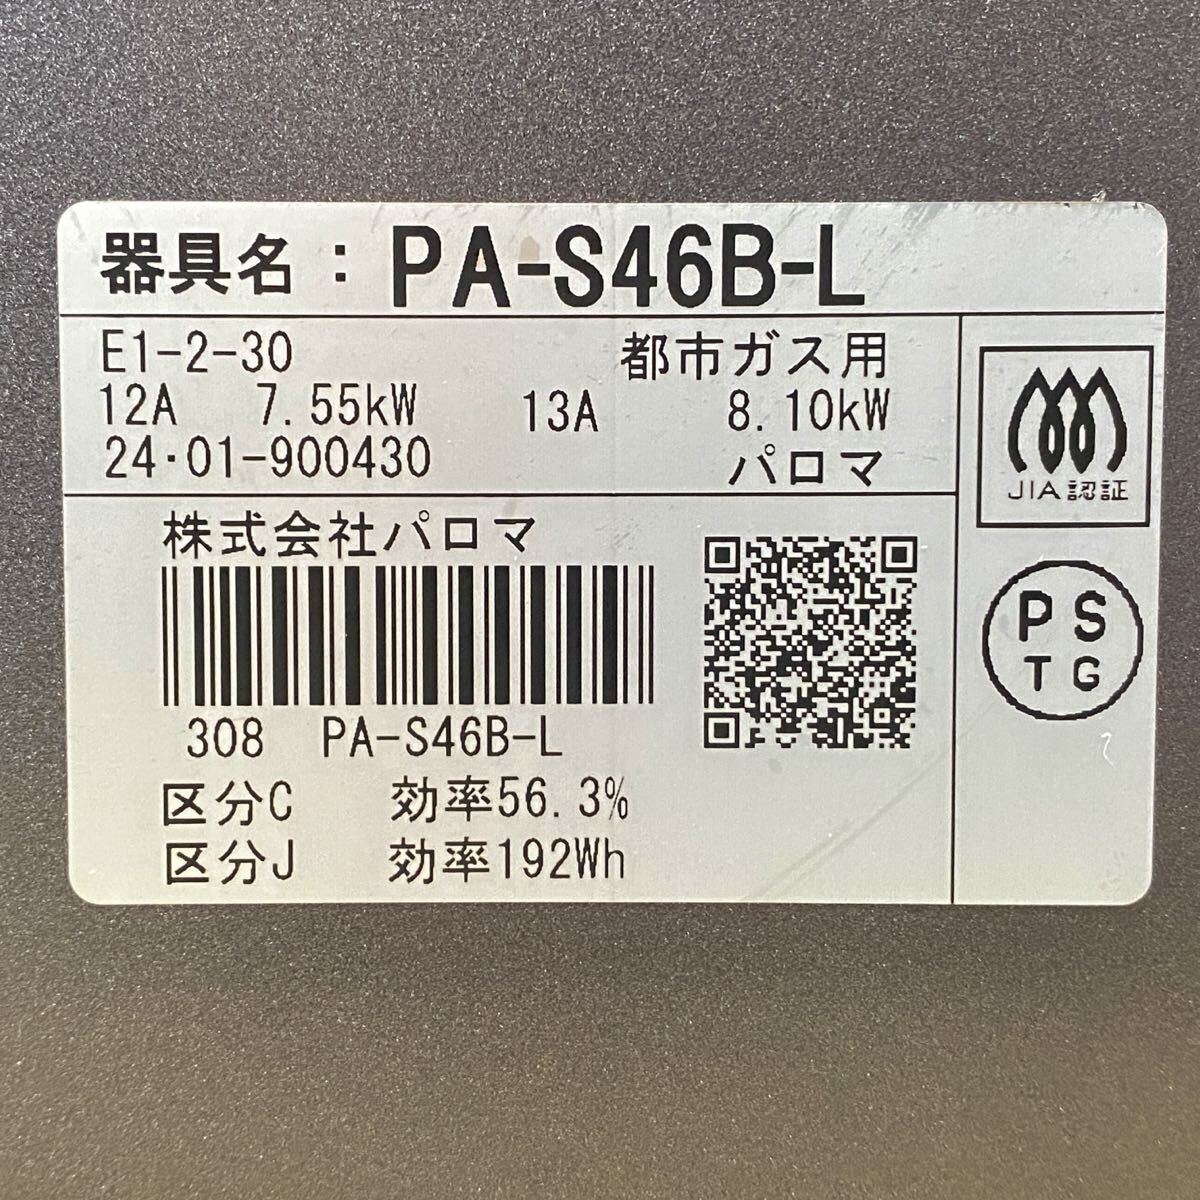 器具名：PA-S46B-L
E1-2-30 都市ガス用
12A 7.55kW 13A 8.10kW
24・01-900430 パロマ
JIA認証
株式会社パロマ
308 PA-S46B-L
区分C 効率56.3%
区分J 効率192Wh
PS
TG